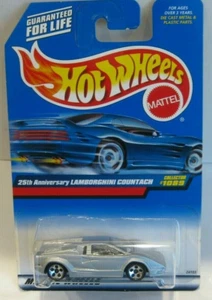 GUARANTEED
FOR LIFE
FOR AGES
OVER 3 YEARS.
DIE CAST METAL &
PLASTIC PARTS
Hot Wheels
MATTEL
®
25th Anniversary LAMBORGHINI COUNTACH
COLLECTOR